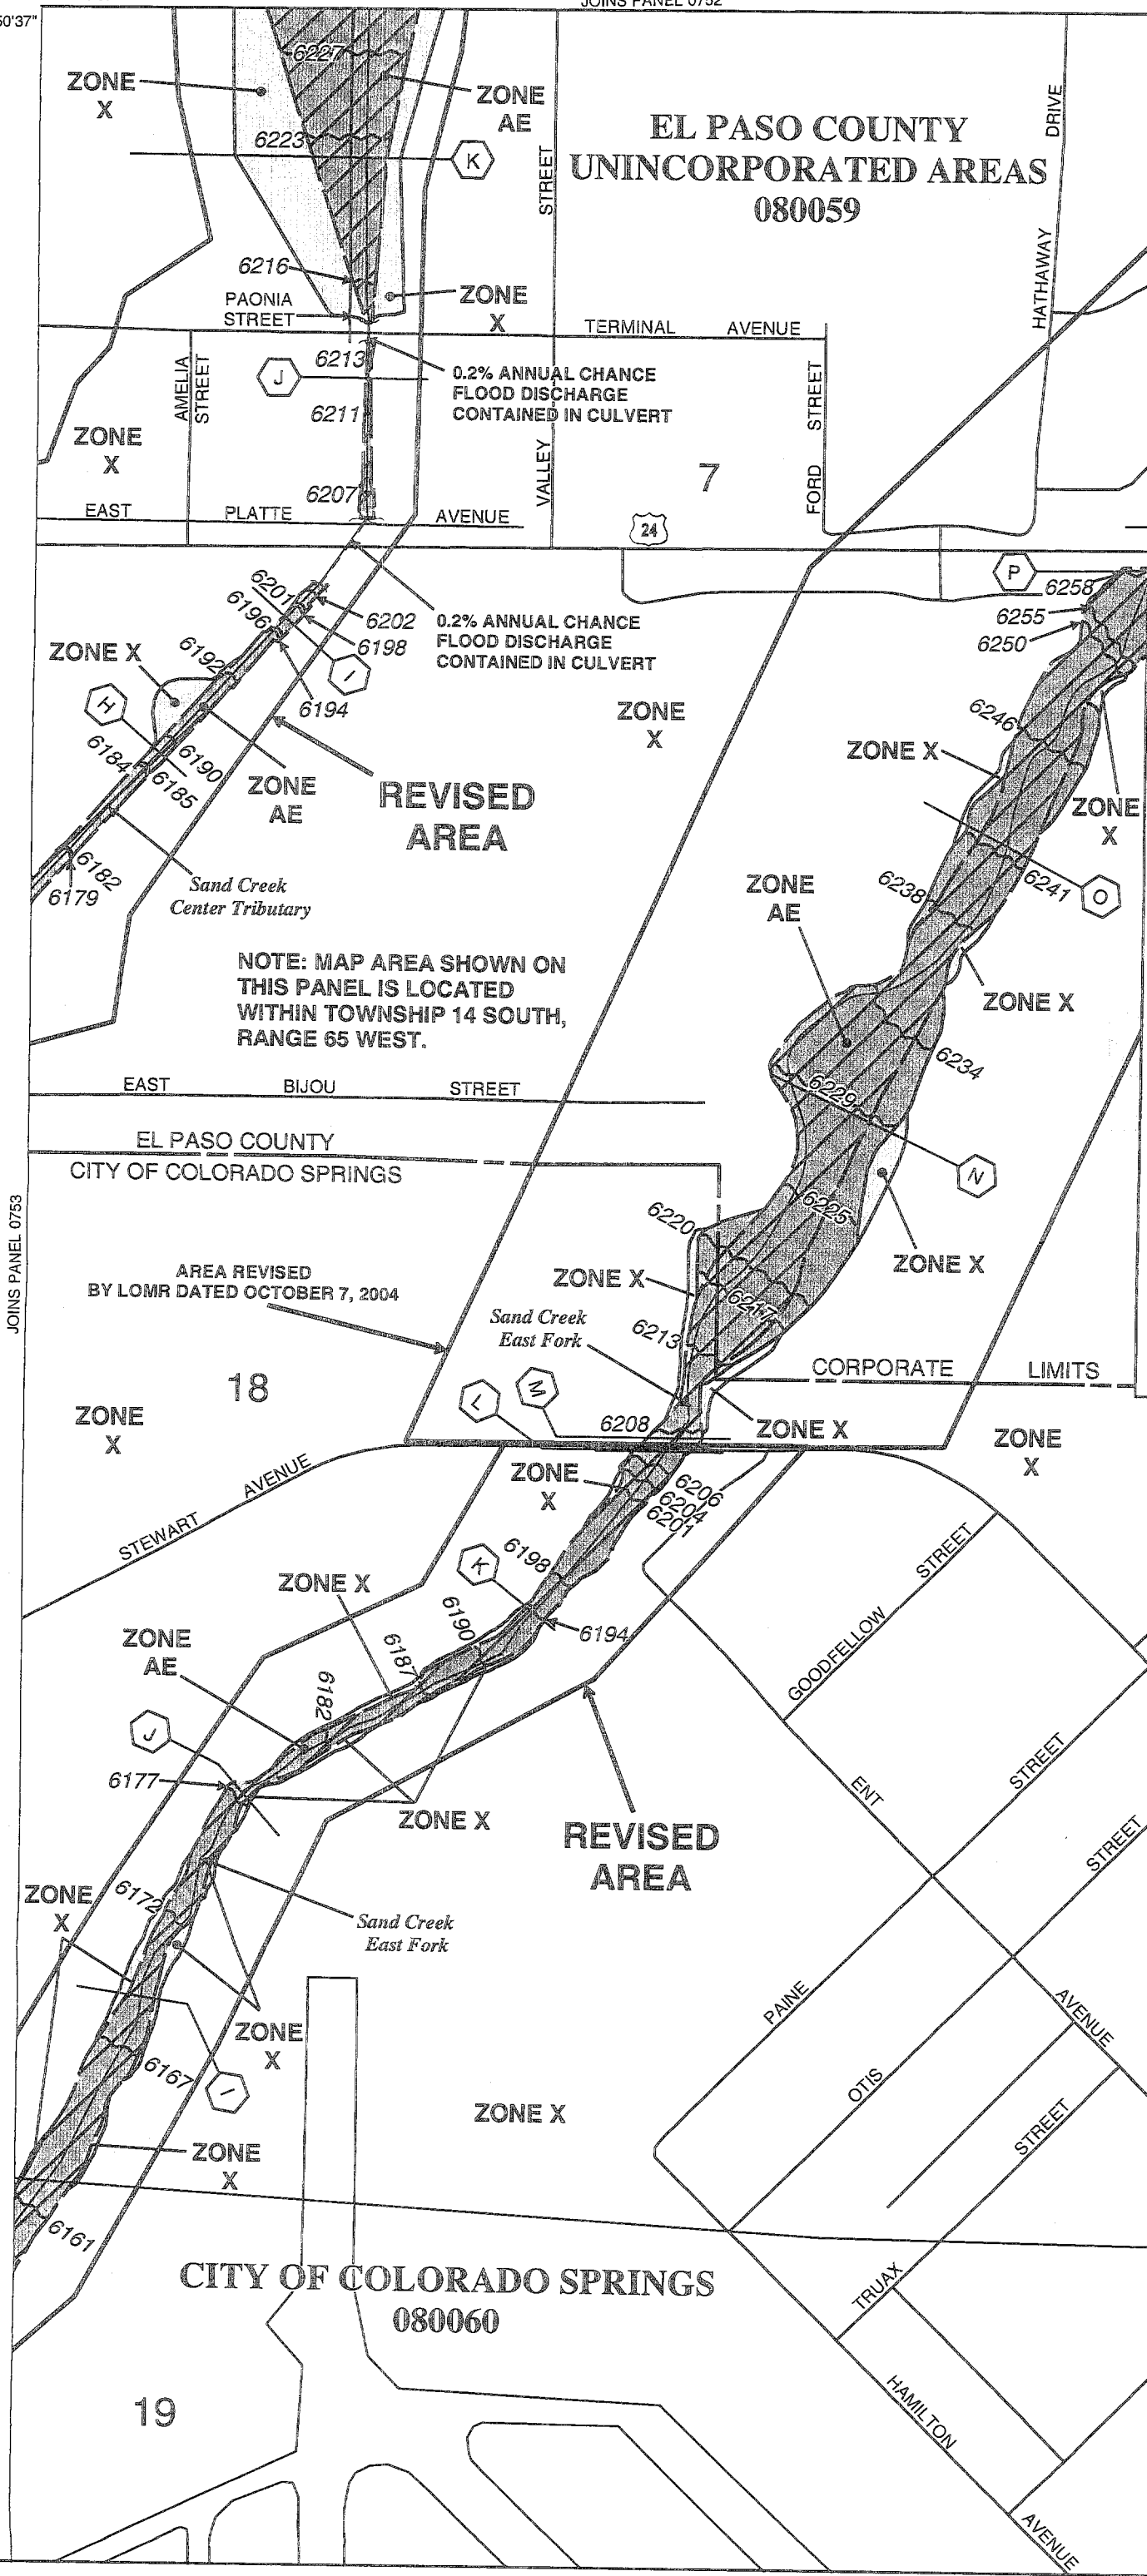 JOINS PANEL 0752
50'37"
6227
ZONE
X
ZONE
AE
DRIVE
EL PASO COUNTY
UNINCORPORATED AREAS
080059
6223
K
STREET
HATHAWAY
6216
PAONIA
STREET
ZONE
X
TERMINAL AVENUE
AMELIA
STREET
6213
J
0.2% ANNUAL CHANCE
FLOOD DISCHARGE
CONTAINED IN CULVERT
FORD STREET
6211
ZONE
X
VALLEY
7
6207
EAST PLATTE AVENUE
24
P
6258
6201
6202
6255
6196
0.2% ANNUAL CHANCE
FLOOD DISCHARGE
CONTAINED IN CULVERT
6250
6198
ZONE X
6192
I
6194
H
ZONE
X
6246
6184
6190
6185
ZONE
AE
REVISED
AREA
ZONE X
ZONE
X
6182
6179
Sand Creek
Center Tributary
ZONE
AE
6238
6241
O
NOTE: MAP AREA SHOWN ON
THIS PANEL IS LOCATED
WITHIN TOWNSHIP 14 SOUTH,
RANGE 65 WEST.
ZONE X
6234
EAST BIJOU STREET
6229
EL PASO COUNTY
CITY OF COLORADO SPRINGS
N
JOINS PANEL 0753
6225
6220
AREA REVISED
BY LOMR DATED OCTOBER 7, 2004
ZONE X
ZONE X
6217
Sand Creek
East Fork
6213
CORPORATE LIMITS
18
M
L
ZONE
X
6208
ZONE X
ZONE
X
STEWART AVENUE
ZONE
X
6206
6204
6201
6198
K
STREET
ZONE X
6190
6194
ZONE
AE
6187
GOODFELLOW
6182
J
STREET
6177
ENT
ZONE X
REVISED
AREA
STREET
ZONE
X
6172
Sand Creek
East Fork
PAINE
AVENUE
ZONE
X
6167
I
OTIS
ZONE X
STREET
ZONE
X
6161
CITY OF COLORADO SPRINGS
080060
TRUAX
19
HAMILTON
AVENUE